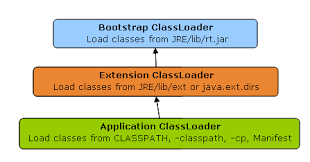 Bootstrap ClassLoader
Load classes from JRE/lib/rt.jar
Extension ClassLoader
Load classes from JRE/lib/ext or java.ext.dirs
Application ClassLoader
Load classes from CLASSPATH, -classpath, -cp, Manifest